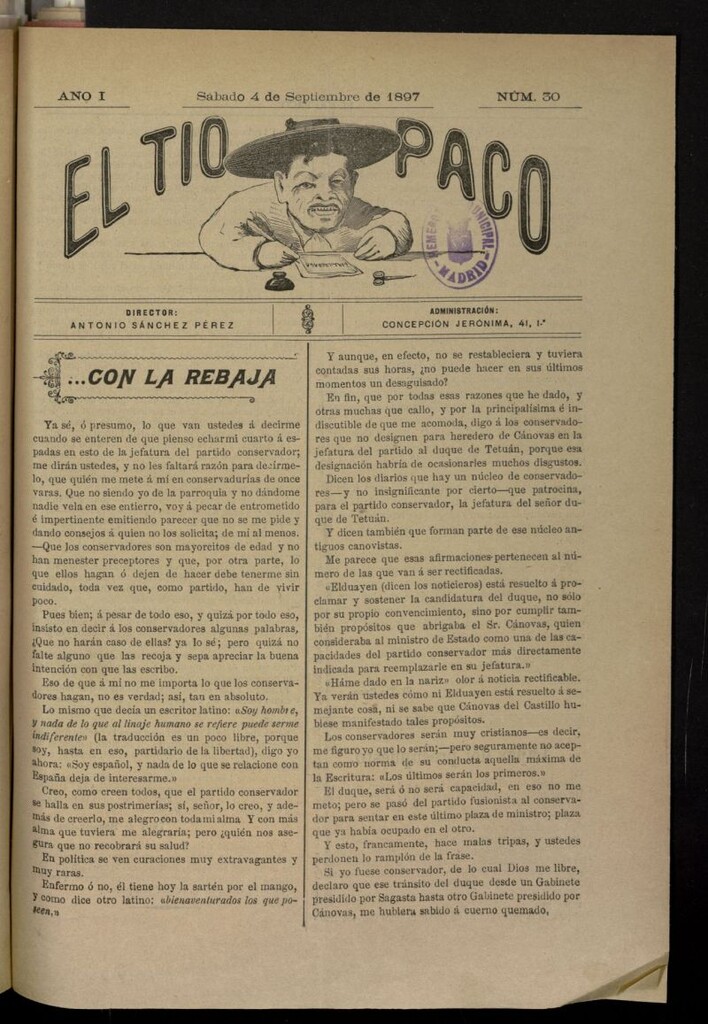 AÑO I
Sábado 4 de Septiembre de 1897
NÚM. 30
EL TIO PACO
HEMEROTECA MUNICIPAL
MADRID
DIRECTOR:
ANTONIO SÁNCHEZ PÉREZ
ADMINISTRACIÓN:
CONCEPCIÓN JERÓNIMA, 41, 1.º
...CON LA REBAJA
Ya sé, ó presumo, lo que van ustedes á decirme
cuando se enteren de que pienso echarmi cuarto á es-
padas en esto de la jefatura del partido conservador;
me dirán ustedes, y no les faltará razón para decirme-
lo, que quién me mete á mí en conservadurías de once
varas. Que no siendo yo de la parroquia y no dándome
nadie vela en ese entierro, voy á pecar de entrometido
é impertinente emitiendo parecer que no se me pide y
dando consejos á quien no los solicita; de mí al menos.
—Que los conservadores son mayorcitos de edad y no
han menester preceptores y que, por otra parte, lo
que ellos hagan ó dejen de hacer debe tenerme sin
cuidado, toda vez que, como partido, han de vivir
poco.
Pues bien; á pesar de todo eso, y quizá por todo eso,
insisto en decir á los conservadores algunas palabras,
¿Que no harán caso de ellas? ya lo sé; pero quizá no
falte alguno que las recoja y sepa apreciar la buena
intención con que las escribo.
Eso de que á mí no me importa lo que los conserva-
dores hagan, no es verdad; así, tan en absoluto.
Lo mismo que decía un escritor latino: «Soy hombre,
y nada de lo que al linaje humano se refiere puede serme
indiferente» (la traducción es un poco libre, porque
soy, hasta en eso, partidario de la libertad), digo yo
ahora: «Soy español, y nada de lo que se relacione con
España deja de interesarme.»
Creo, como creen todos, que el partido conservador
se halla en sus postrimerías; sí, señor, lo creo, y ade-
más de creerlo, me alegro con toda mi alma Y con más
alma que tuviera me alegraría; pero ¿quién nos ase-
gura que no recobrará su salud?
En política se ven curaciones muy extravagantes y
muy raras.
Enfermo ó no, él tiene hoy la sartén por el mango,
y como dice otro latino: «bienaventurados los que po-
seen,»
Y aunque, en efecto, no se restableciera y tuviera
contadas sus horas, ¿no puede hacer en sus últimos
momentos un desaguisado?
En fin, que por todas esas razones que he dado, y
otras muchas que callo, y por la principalísima é in-
discutible de que me acomoda, digo á los conservado-
res que no designen para heredero de Cánovas en la
jefatura del partido al duque de Tetuán, porque esa
designación habría de ocasionarles muchos disgustos.
Dicen los diarios que hay un núcleo de conservado-
res—y no insignificante por cierto—que patrocina,
para el partido conservador, la jefatura del señor du-
que de Tetuán.
Y dicen también que forman parte de ese núcleo an-
tiguos canovistas.
Me parece que esas afirmaciones pertenecen al nú-
mero de las que van á ser rectificadas.
«Elduayen (dicen los noticieros) está resuelto á pro-
clamar y sostener la candidatura del duque, no sólo
por su propio convencimiento, sino por cumplir tam-
bién propósitos que abrigaba el Sr. Cánovas, quien
consideraba al ministro de Estado como una de las ca-
pacidades del partido conservador más directamente
indicada para reemplazarle en su jefatura.»
«Háme dado en la nariz» olor á noticia rectificable.
Ya verán ustedes cómo ni Elduayen está resuelto á se-
mejante cosa, ni se sabe que Cánovas del Castillo hu-
biese manifestado tales propósitos.
Los conservadores serán muy cristianos—es decir,
me figuro yo que lo serán;—pero seguramente no acep-
tan como norma de su conducta aquella máxima de
la Escritura: «Los últimos serán los primeros.»
El duque, será ó no será capacidad, en eso no me
meto; pero se pasó del partido fusionista al conserva-
dor para sentar en este último plaza de ministro; plaza
que ya había ocupado en el otro.
Y esto, francamente, hace malas tripas, y ustedes
perdonen lo ramplón de la frase.
Si yo fuese conservador, de lo cual Dios me libre,
declaro que ese tránsito del duque desde un Gabinete
presidido por Sagasta hasta otro Gabinete presidido por
Cánovas, me hubiera sabido á cuerno quemado,